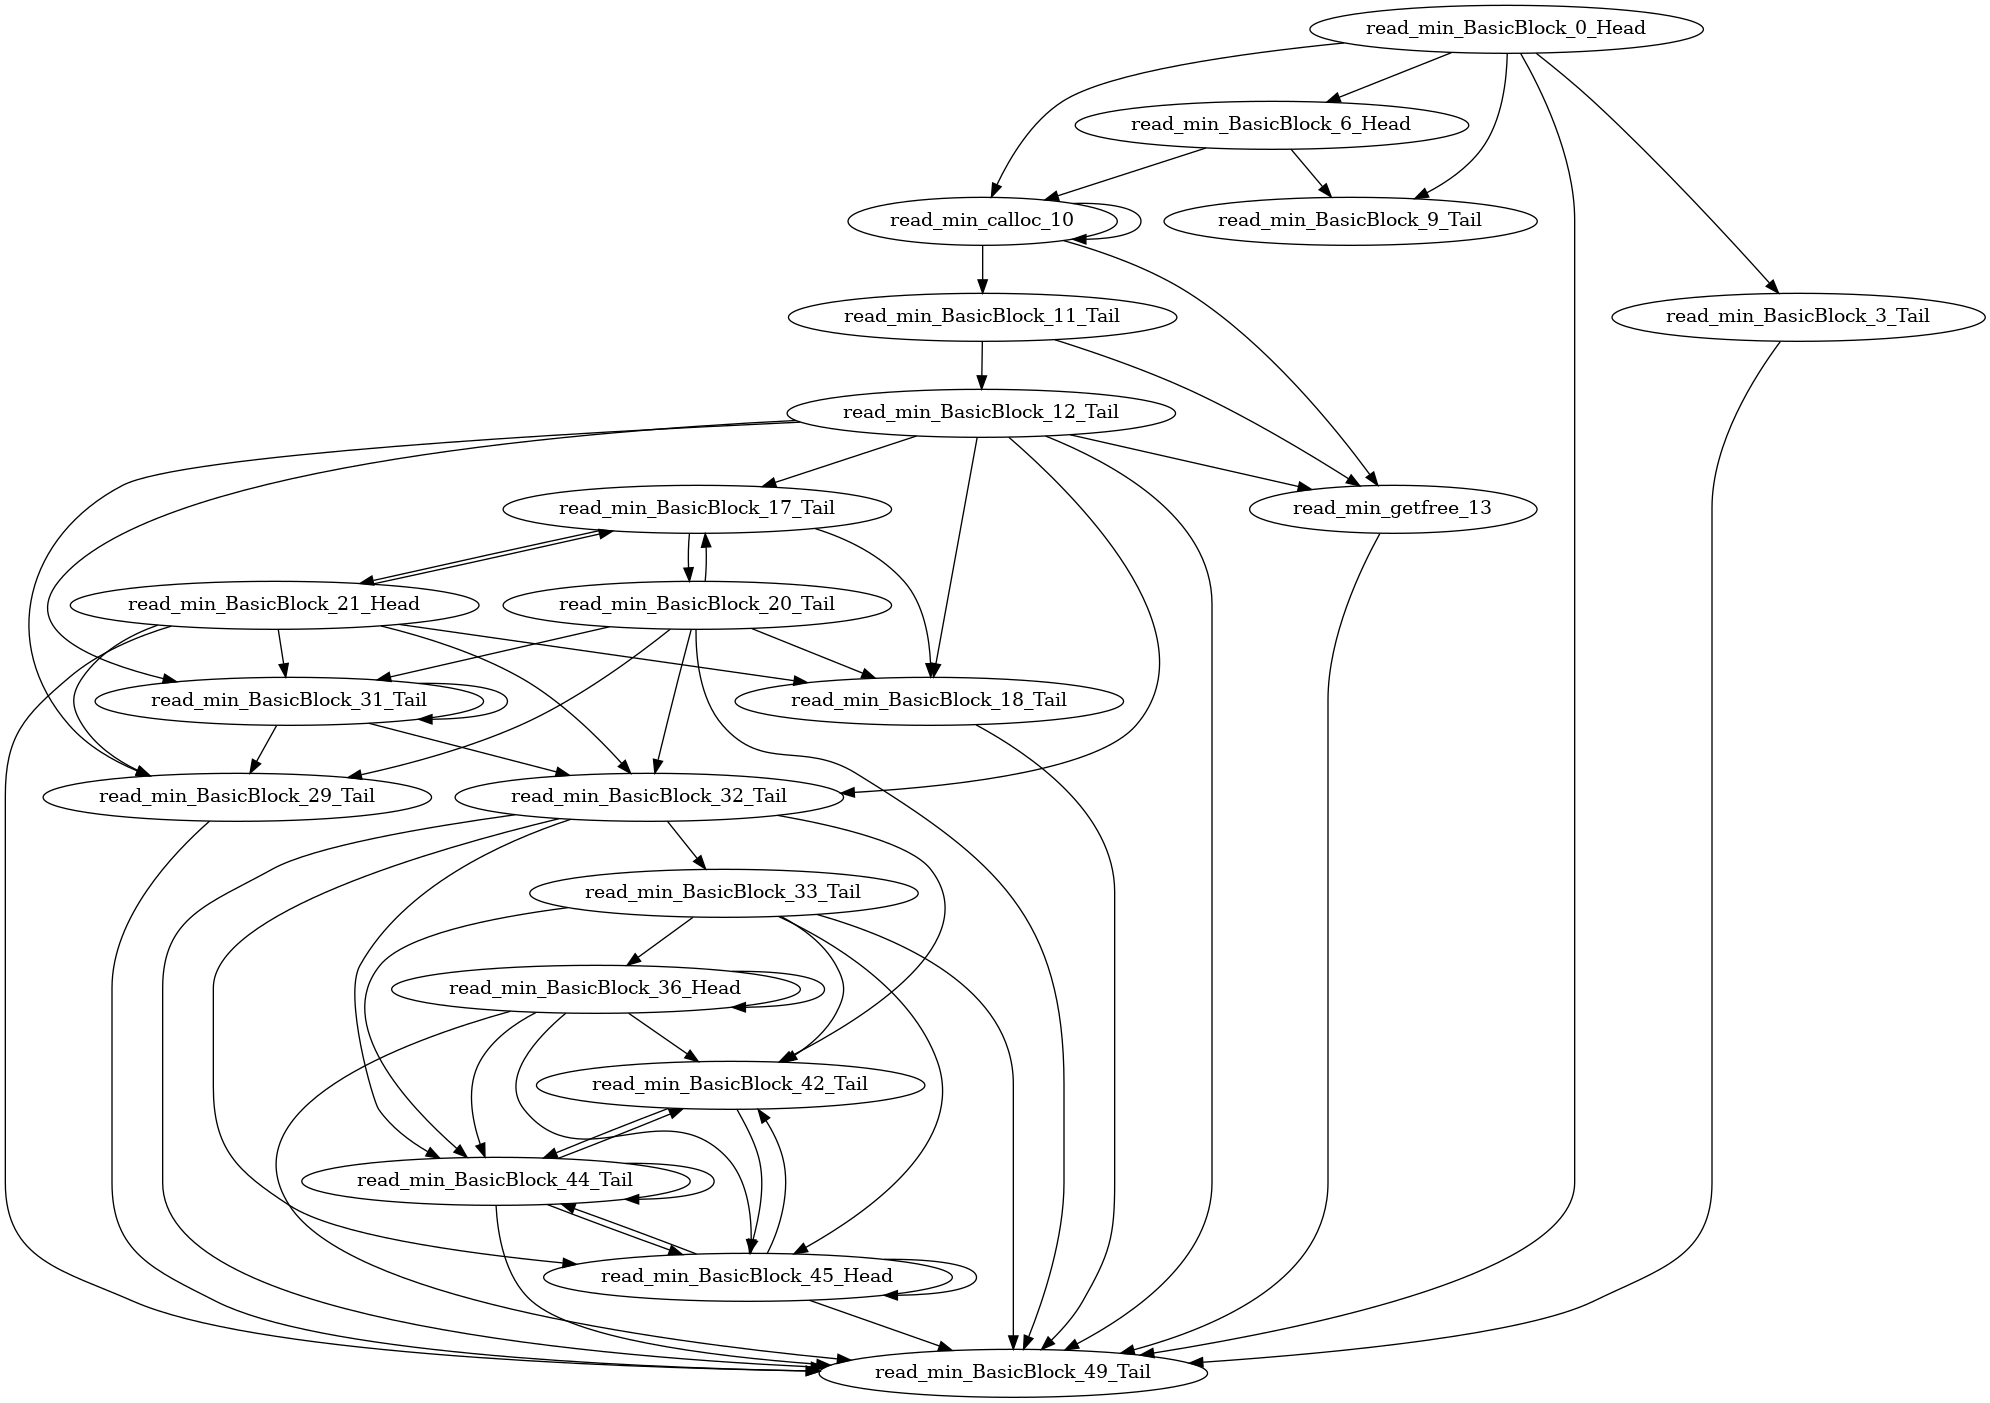 read_min_BasicBlock_0_Head
read_min_BasicBlock_6_Head
read_min_calloc_10
read_min_BasicBlock_9_Tail
read_min_BasicBlock_11_Tail
read_min_BasicBlock_3_Tail
read_min_BasicBlock_12_Tail
read_min_BasicBlock_17_Tail
read_min_getfree_13
read_min_BasicBlock_21_Head
read_min_BasicBlock_20_Tail
read_min_BasicBlock_31_Tail
read_min_BasicBlock_18_Tail
read_min_BasicBlock_29_Tail
read_min_BasicBlock_32_Tail
read_min_BasicBlock_33_Tail
read_min_BasicBlock_36_Head
read_min_BasicBlock_42_Tail
read_min_BasicBlock_44_Tail
read_min_BasicBlock_45_Head
read_min_BasicBlock_49_Tail